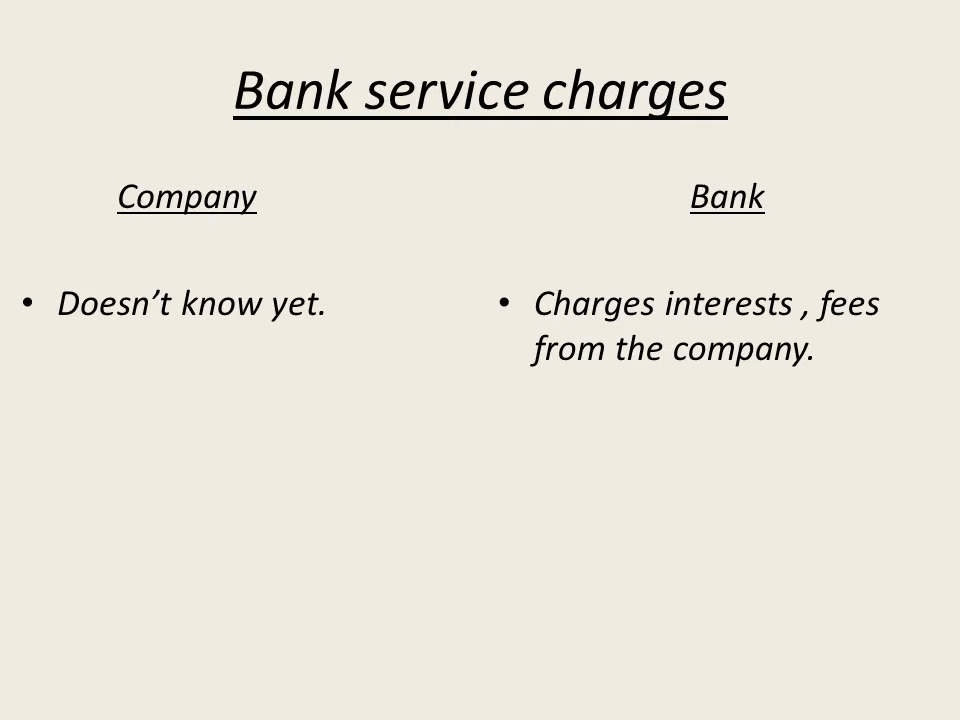 Bank service charges
Company
• Doesn’t know yet.
Bank
• Charges interests , fees
from the company.